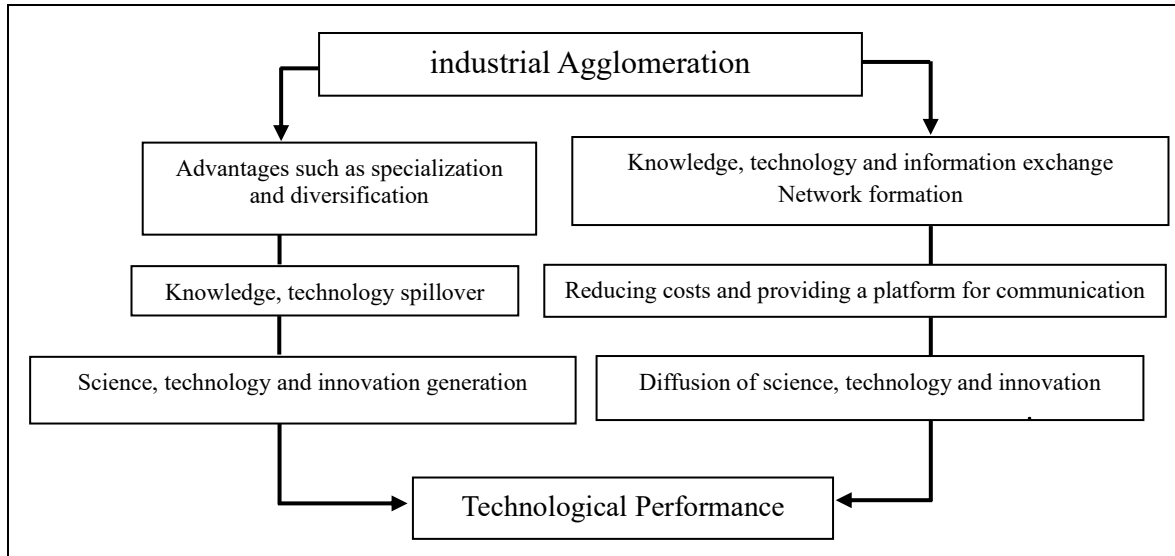 industrial Agglomeration
Advantages such as specialization
and diversification
Knowledge, technology and information exchange
Network formation
Knowledge, technology spillover
Reducing costs and providing a platform for communication
Science, technology and innovation generation
Diffusion of science, technology and innovation
.
Technological Performance